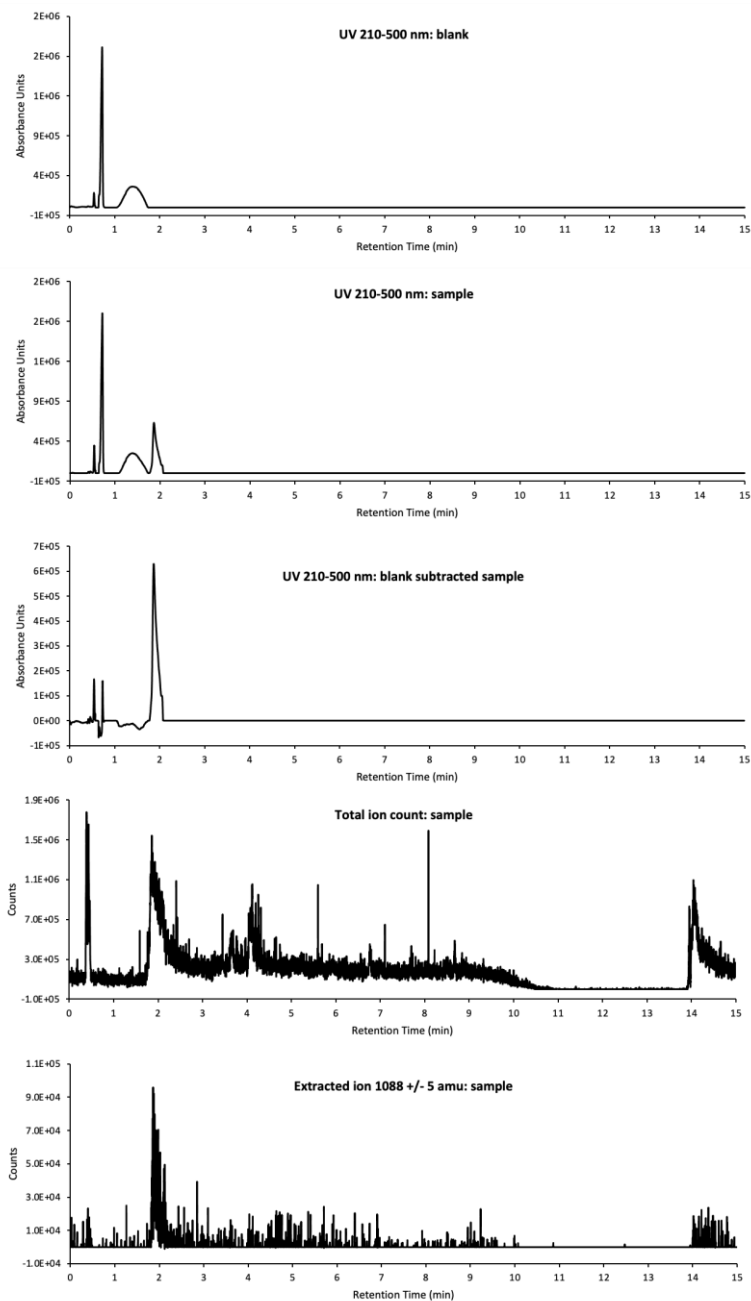 UV 210-500 nm: blank
Absorbance Units
2E+06
2E+06
1E+06
9E+05
4E+05
-1E+05
0 1 2 3 4 5 6 7 8 9 10 11 12 13 14 15
Retention Time (min)
UV 210-500 nm: sample
Absorbance Units
2E+06
2E+06
1E+06
9E+05
4E+05
-1E+05
0 1 2 3 4 5 6 7 8 9 10 11 12 13 14 15
Retention Time (min)
UV 210-500 nm: blank subtracted sample
Absorbance Units
7E+05
6E+05
5E+05
4E+05
3E+05
2E+05
1E+05
0E+00
-1E+05
0 1 2 3 4 5 6 7 8 9 10 11 12 13 14 15
Retention Time (min)
Total ion count: sample
Counts
1.9E+06
1.5E+06
1.1E+06
7.0E+05
3.0E+05
-1.0E+05
0 1 2 3 4 5 6 7 8 9 10 11 12 13 14 15
Retention Time (min)
Extracted ion 1088 +/- 5 amu: sample
Counts
1.1E+05
9.0E+04
7.0E+04
5.0E+04
3.0E+04
1.0E+04
-1.0E+04
0 1 2 3 4 5 6 7 8 9 10 11 12 13 14 15
Retention Time (min)